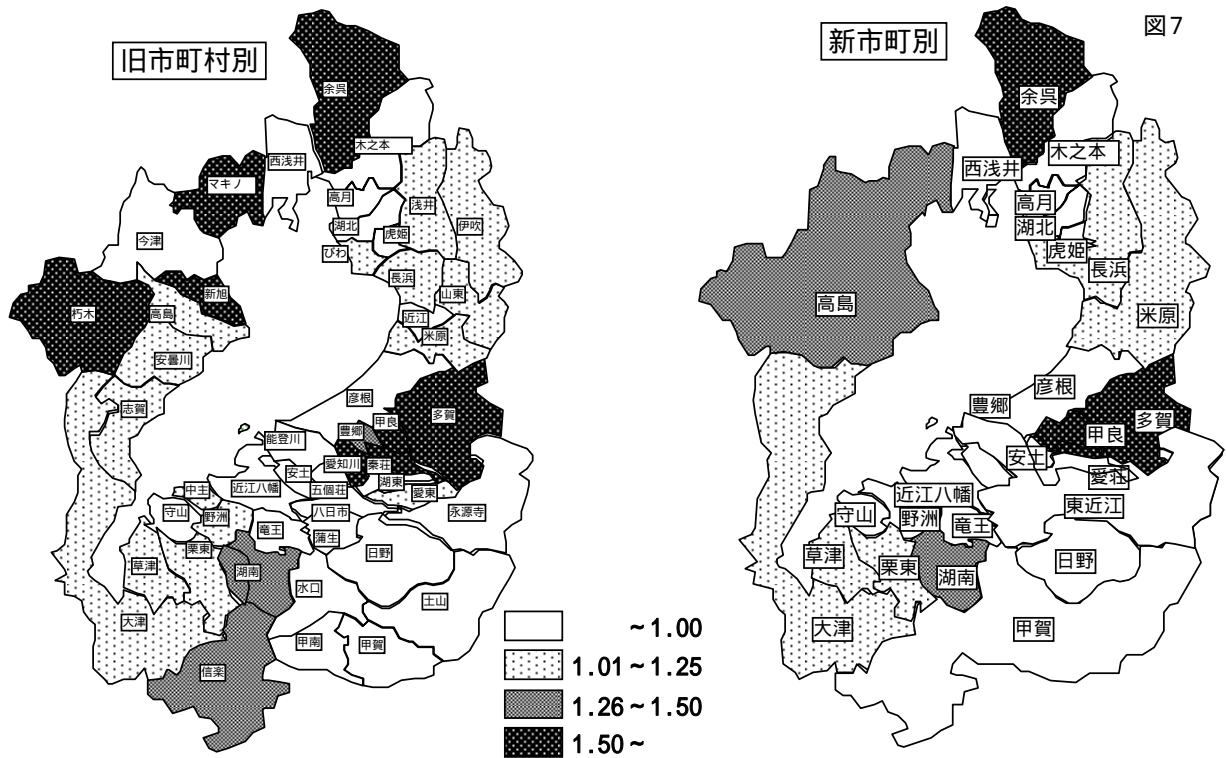 旧市町村別
余呉
木之本
西浅井
マキノ
高月
浅井
湖北
伊吹
虎姫
今津
びわ
長浜
新旭
山東
朽木
高島
近江
米原
安曇川
彦根
志賀
多賀
甲良
豊郷
能登川
愛知川
秦荘
安土
湖東
近江八幡
五個荘
愛東
中主
守山
野洲
八日市
永源寺
竜王
蒲生
栗東
日野
草津
湖南
水口
土山
大津
甲南
甲賀
信楽
~1.00
1.01~1.25
1.26~1.50
1.50~
新市町別
図7
余呉
木之本
西浅井
高月
湖北
虎姫
長浜
高島
米原
彦根
豊郷
多賀
甲良
安土
愛荘
近江八幡
東近江
守山
野洲
竜王
草津
栗東
湖南
日野
大津
甲賀